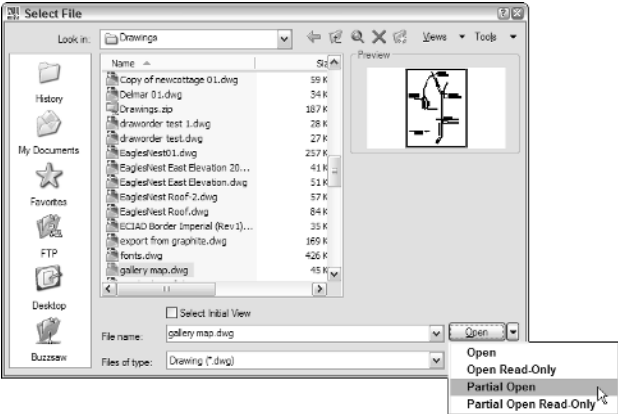 Select File
Look in:
Drawings
Views
Tools
Name
Siz
Preview
History
My Documents
Favorites
FTP
Desktop
Buzzsaw
Copy of newcottage 01.dwg 59 K
Delmar 01.dwg 34 K
Drawings.zip 187 K
draworder test 1.dwg 28 K
draworder test.dwg 27 K
EaglesNest01.dwg 257 K
EaglesNest East Elevation 20... 41 K
EaglesNest East Elevation.dwg 51 K
EaglesNest Roof-2.dwg 57 K
EaglesNest Roof.dwg 84 K
ECIAD Border Imperial (Rev1)... 35 K
export from graphite.dwg 169 K
fonts.dwg 426 K
gallery map.dwg 45 K
Select Initial View
File name:
gallery map.dwg
Open
Files of type:
Drawing (*.dwg)
Open
Open Read-Only
Partial Open
Partial Open Read-Only